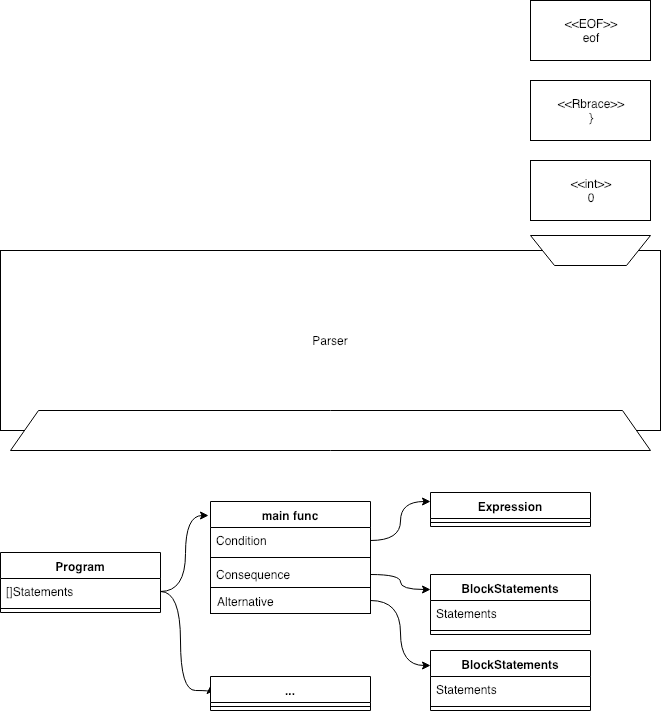 <<EOF>>
eof
<<Rbrace>>
}
<<int>>
0
Parser
Program
[]Statements
main func
Condition
Consequence
Alternative
...
Expression
BlockStatements
Statements
BlockStatements
Statements